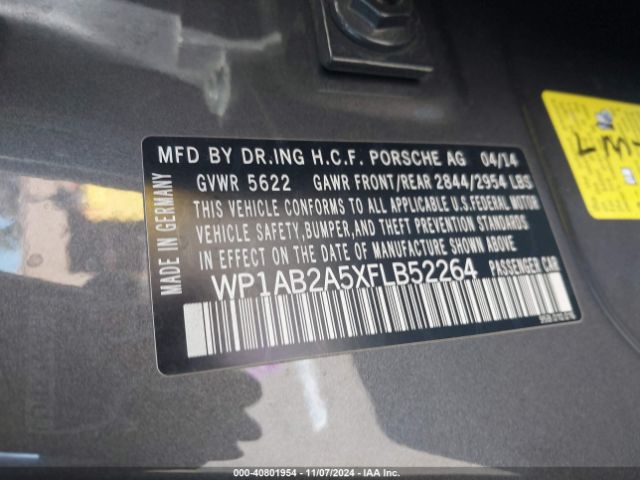 MFD BY DR.ING H.C.F. PORSCHE AG 04/14
GVWR 5622 GAWR FRONT/REAR 2844/2954 LBS
THIS VEHICLE CONFORMS TO ALL APPLICABLE U.S.FEDERAL MOTOR
VEHICLE SAFETY,BUMPER,AND THEFT PREVENTION STANDARDS
IN EFFECT ON THE DATE OF MANUFACTURE SHOWN ABOVE
WP1AB2A5XFLB52264 PASSENGER CAR
MADE IN GERMANY
LM-
000-40801954 - 11/07/2024 - IAA Inc.